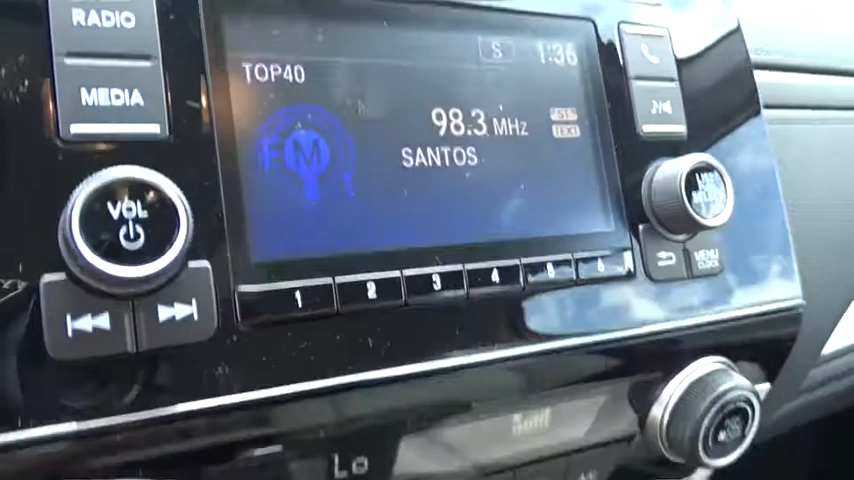 RADIO
MEDIA
VOL
TOP40
S
1:36
98.3 MHz
ST
TEXT
FM
SANTOS
1 2 3 4 5 6
MENU
CLOCK
Lo